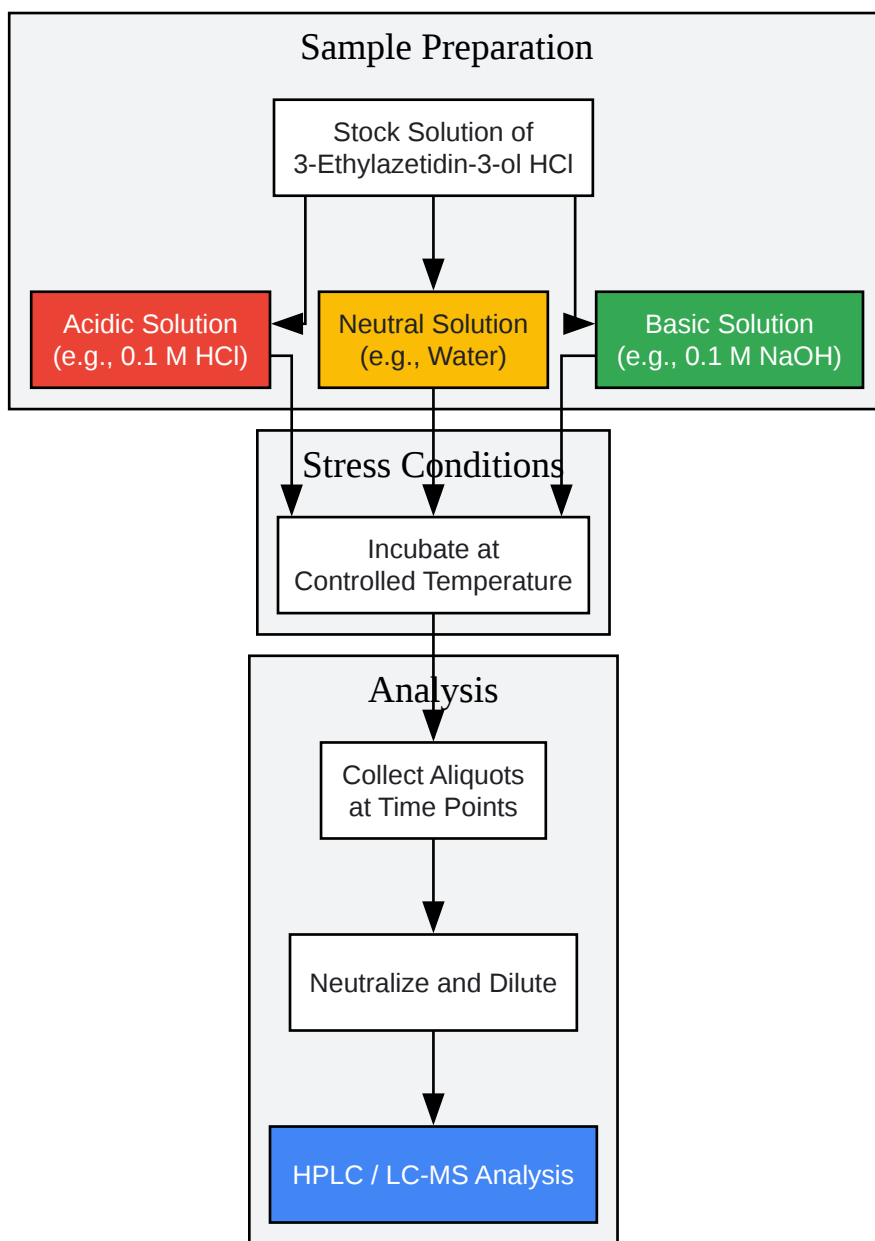 Sample Preparation
Stock Solution of
3-Ethylazetidin-3-ol HCl
Acidic Solution
(e.g., 0.1 M HCl)
Neutral Solution
(e.g., Water)
Basic Solution
(e.g., 0.1 M NaOH)
Stress Conditions
Incubate at
Controlled Temperature
Analysis
Collect Aliquots
at Time Points
Neutralize and Dilute
HPLC / LC-MS Analysis